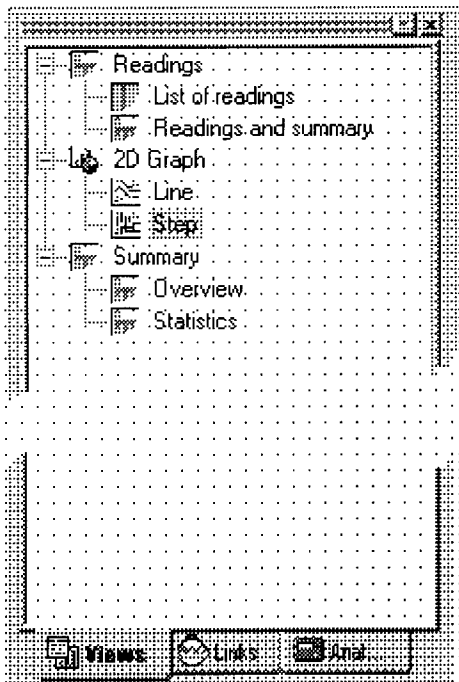 Readings
List of readings
Readings and summary
2D Graph
Line
Step
Summary
Overview
Statistics
Views
Links
Anal...